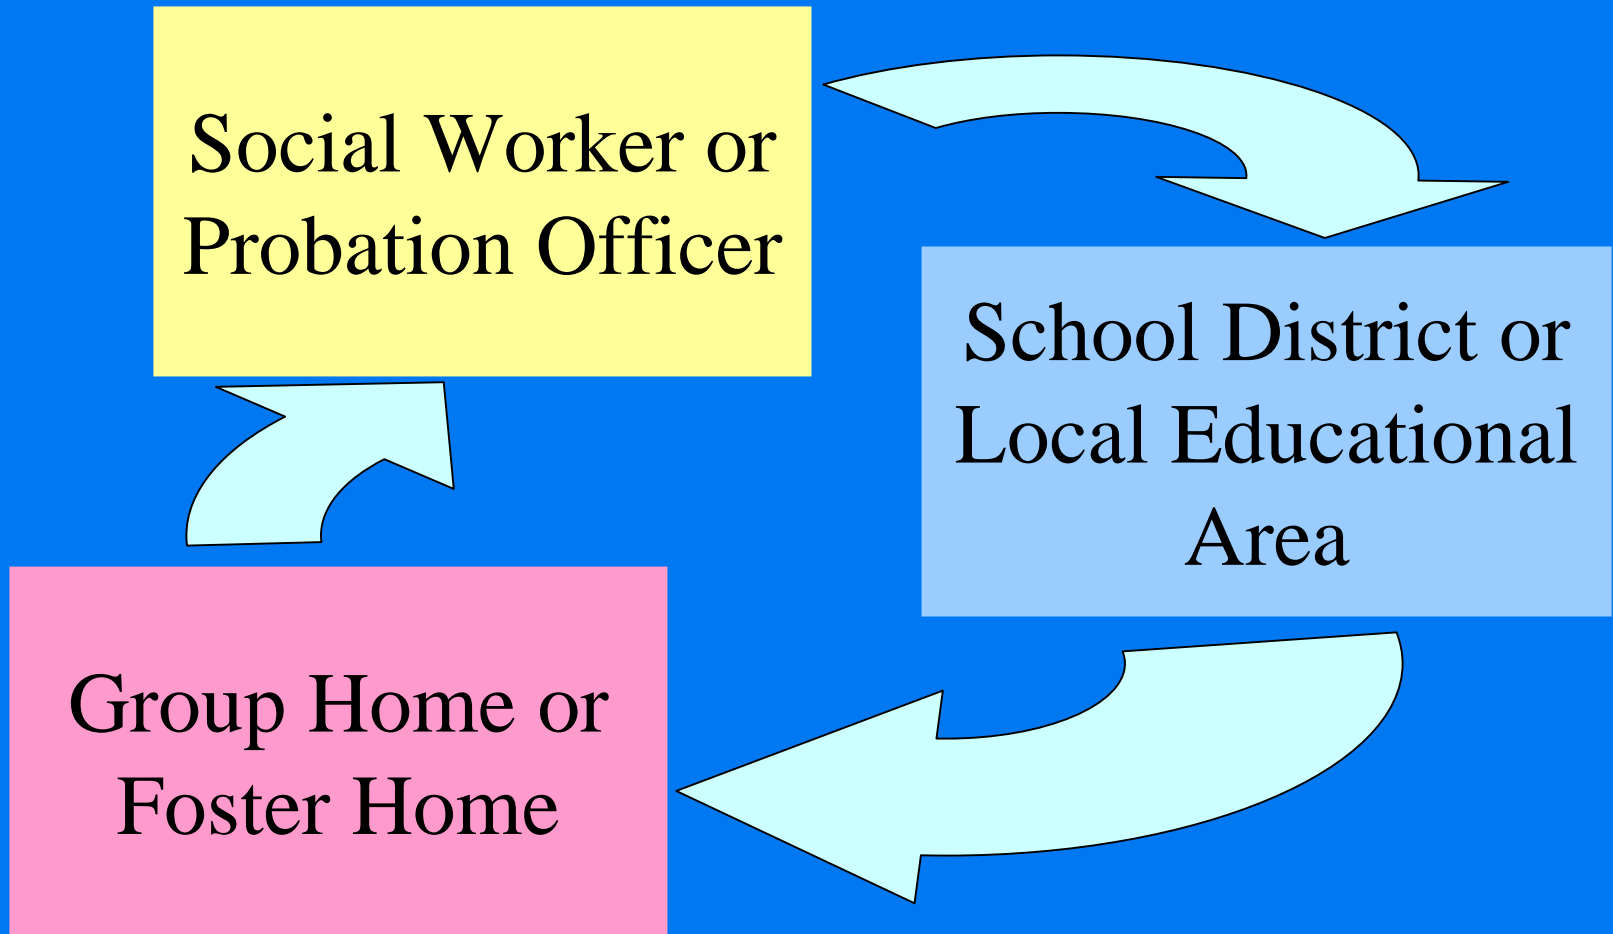 Social Worker or
Probation Officer
School District or
Local Educational
Area
Group Home or
Foster Home